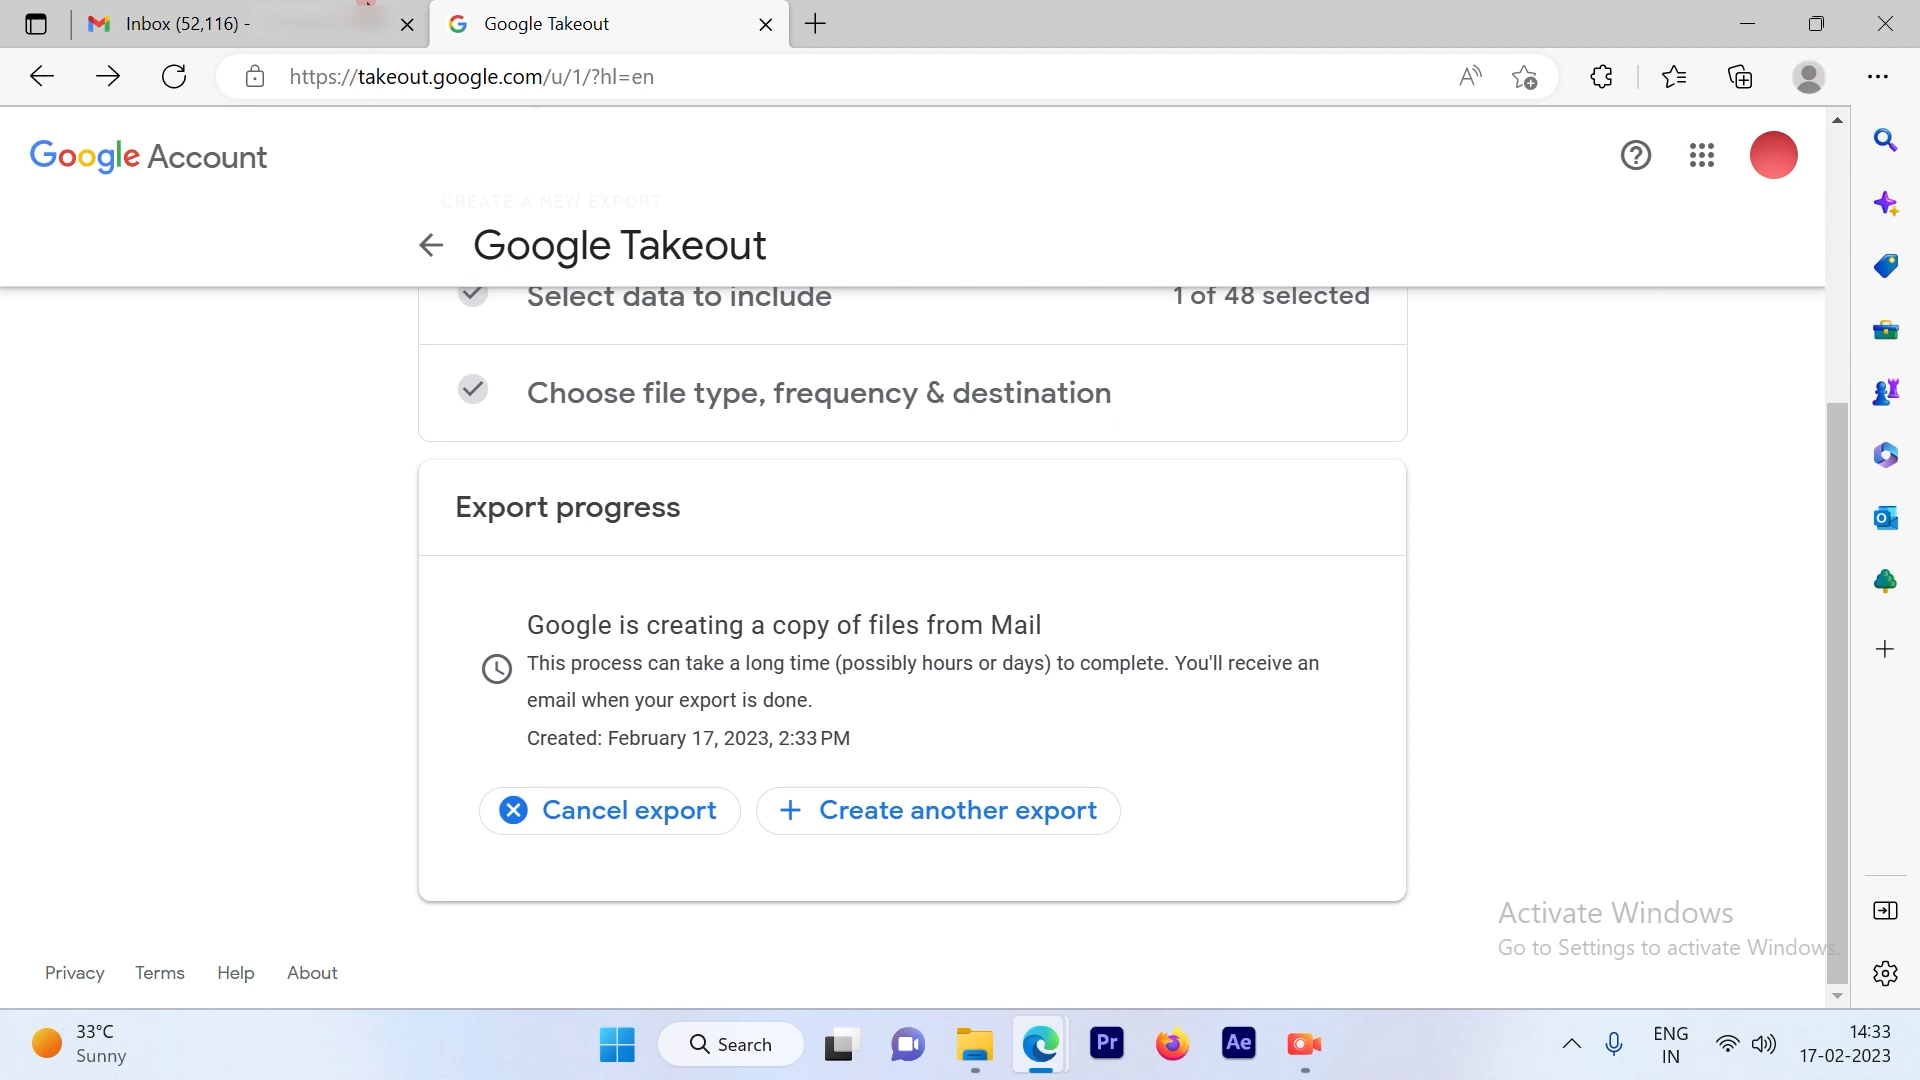 Inbox (52,116) -
Google Takeout
https://takeout.google.com/u/1/?hl=en
Google Account
CREATE A NEW EXPORT
Google Takeout
Select data to include
1 of 48 selected
Choose file type, frequency & destination
Export progress
Google is creating a copy of files from Mail
This process can take a long time (possibly hours or days) to complete. You'll receive an
email when your export is done.
Created: February 17, 2023, 2:33 PM
Cancel export
Create another export
Activate Windows
Go to Settings to activate Windows.
Privacy
Terms
Help
About
33°C
Sunny
Search
Pr
Ae
ENG
IN
14:33
17-02-2023